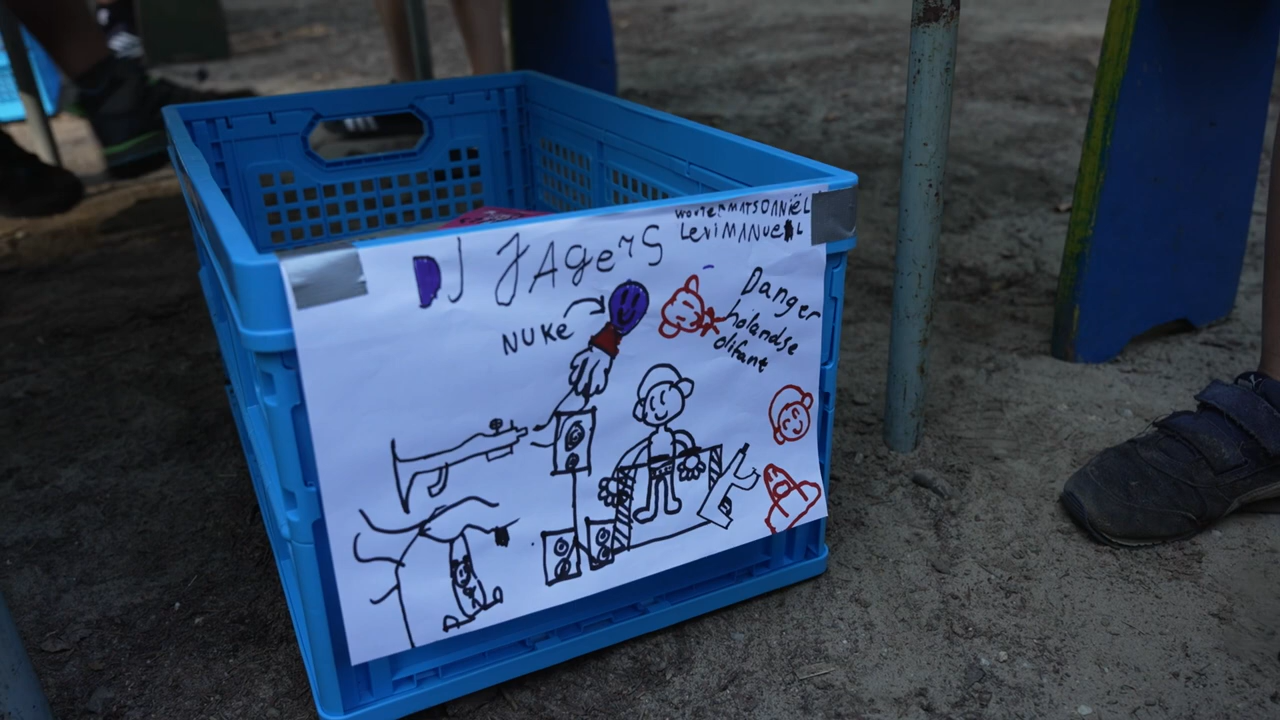 DJ JAgerS
wouTerMATSDANiëL
LeviMANUeL
NUKe
Danger
holandse
olifant